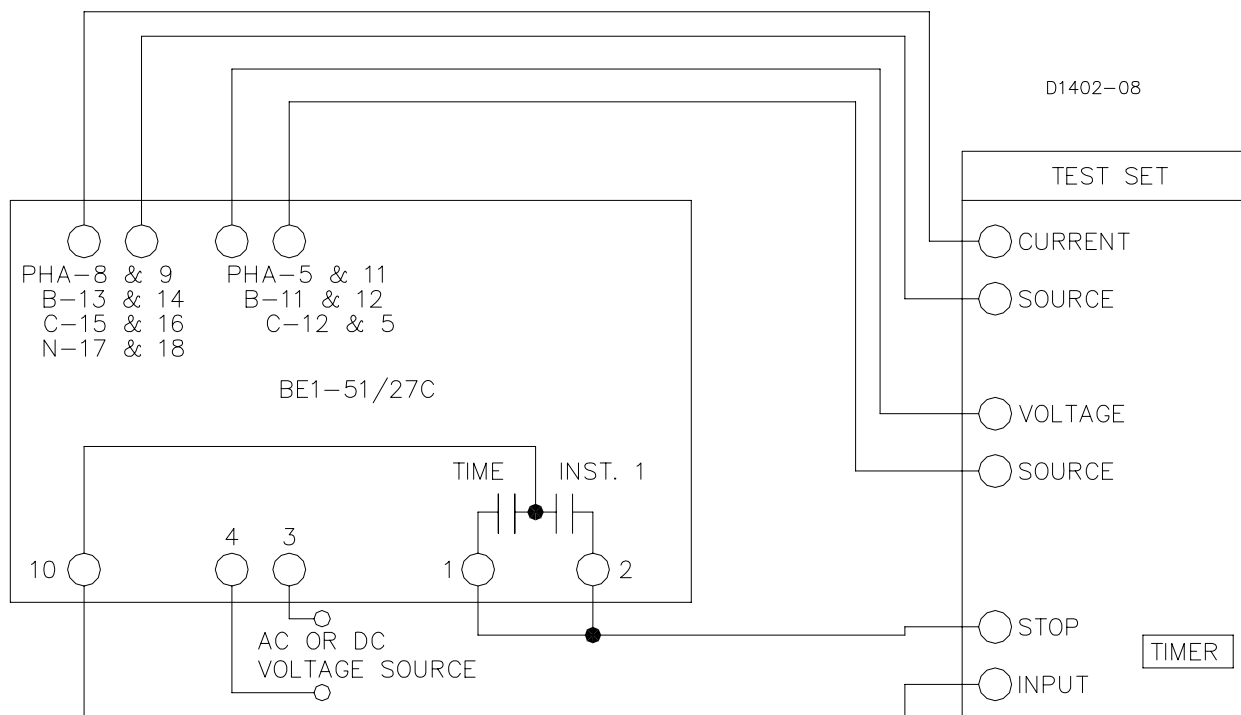 D1402-08
TEST SET
CURRENT
PHA-8 & 9
PHA-5 & 11
B-13 & 14
B-11 & 12
SOURCE
C-15 & 16
C-12 & 5
N-17 & 18
BE1-51/27C
VOLTAGE
TIME
INST. 1
SOURCE
4
3
10
1
2
STOP
AC OR DC
VOLTAGE SOURCE
TIMER
INPUT